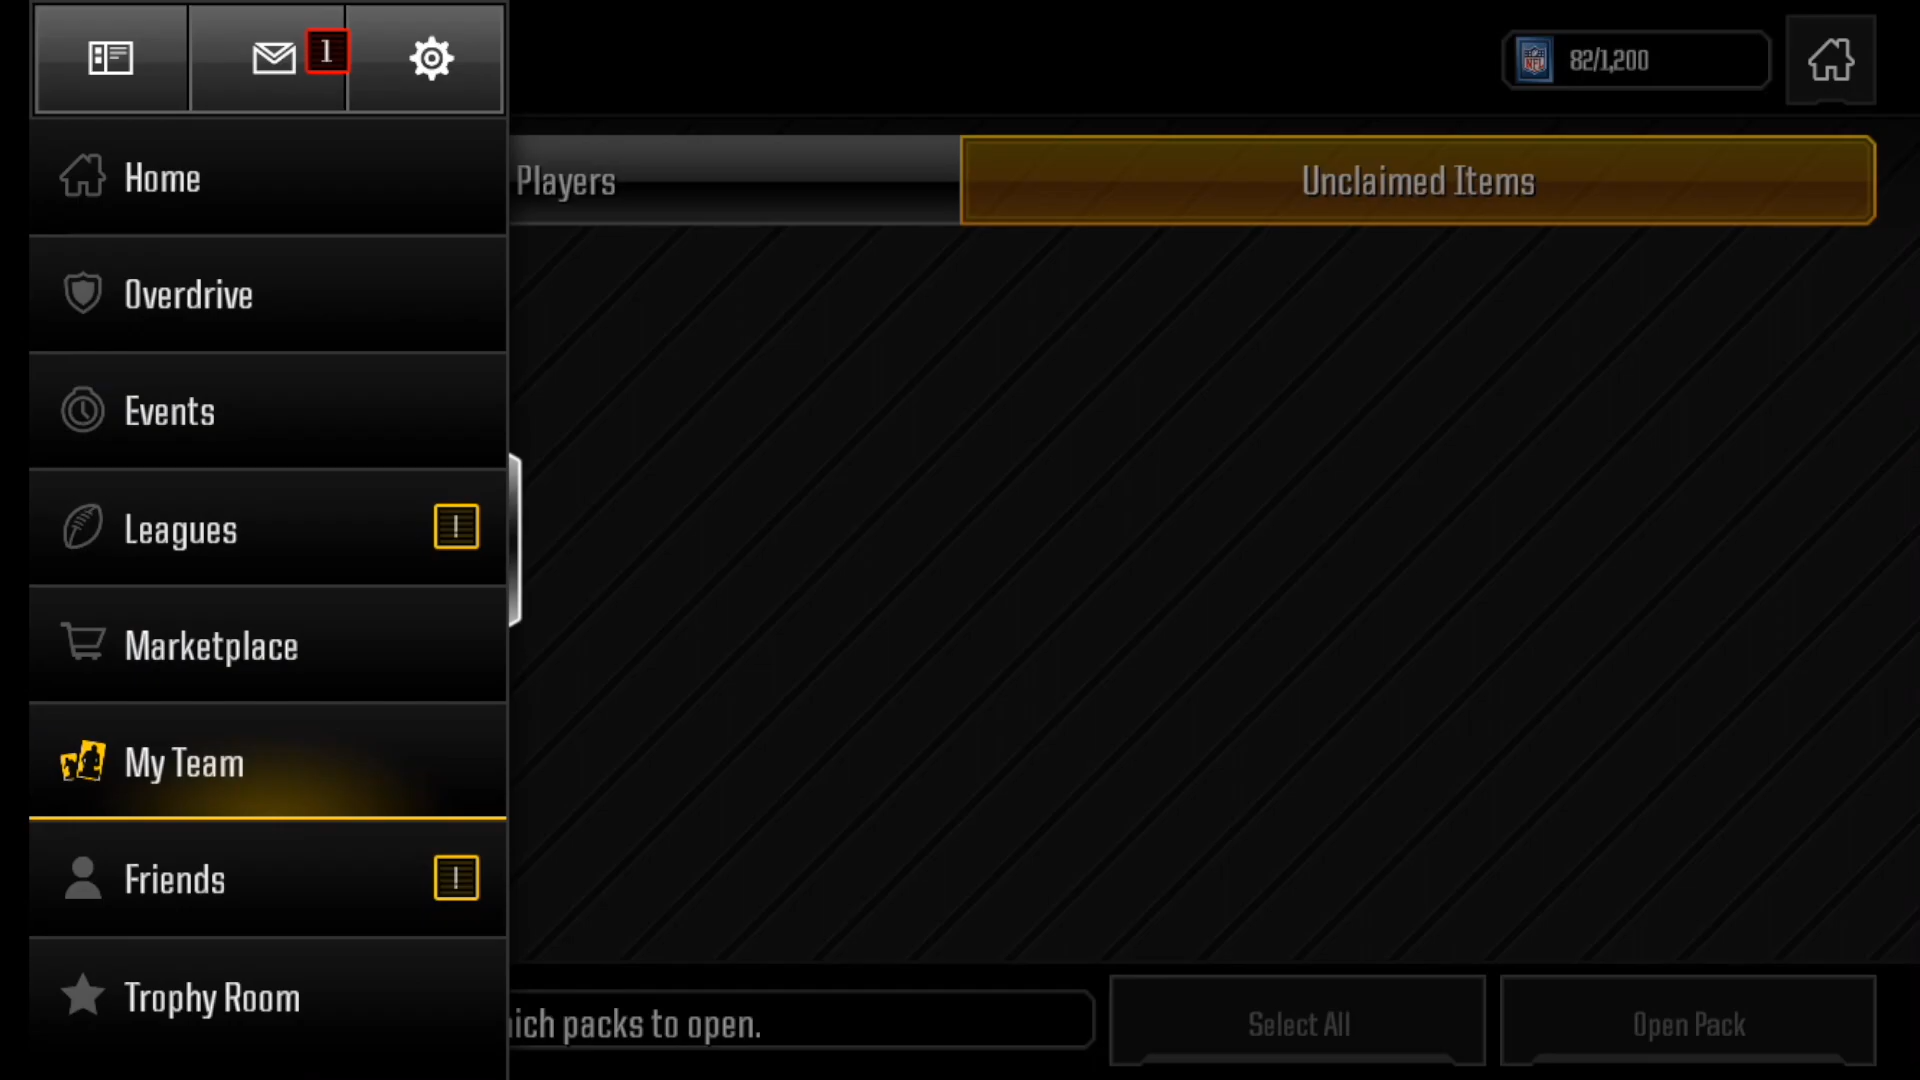 1
82/1,200
NFL
Home
Players
Unclaimed Items
Overdrive
Events
Leagues
!
Marketplace
My Team
Friends
!
Trophy Room
ich packs to open.
Select All
Open Pack